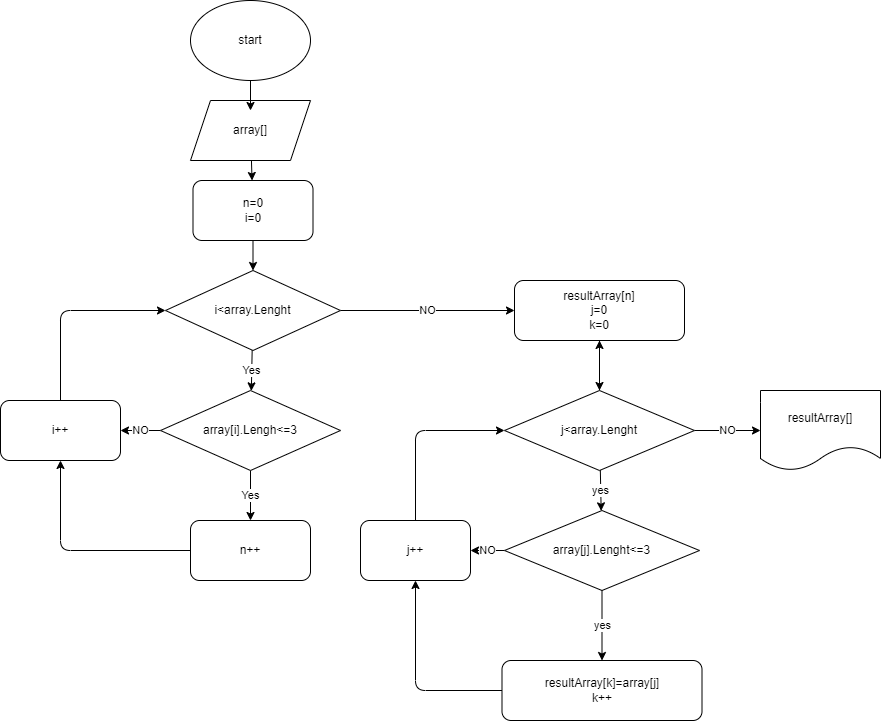 start
array[]
n=0
i=0
i<array.Lenght
NO
Yes
array[i].Lengh<=3
NO
i++
Yes
n++
resultArray[n]
j=0
k=0
j<array.Lenght
NO
resultArray[]
yes
array[j].Lenght<=3
NO
j++
yes
resultArray[k]=array[j]
k++